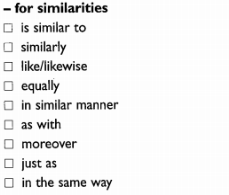 – for similarities
☐ is similar to
☐ similarly
☐ like/likewise
☐ equally
☐ in similar manner
☐ as with
☐ moreover
☐ just as
☐ in the same way